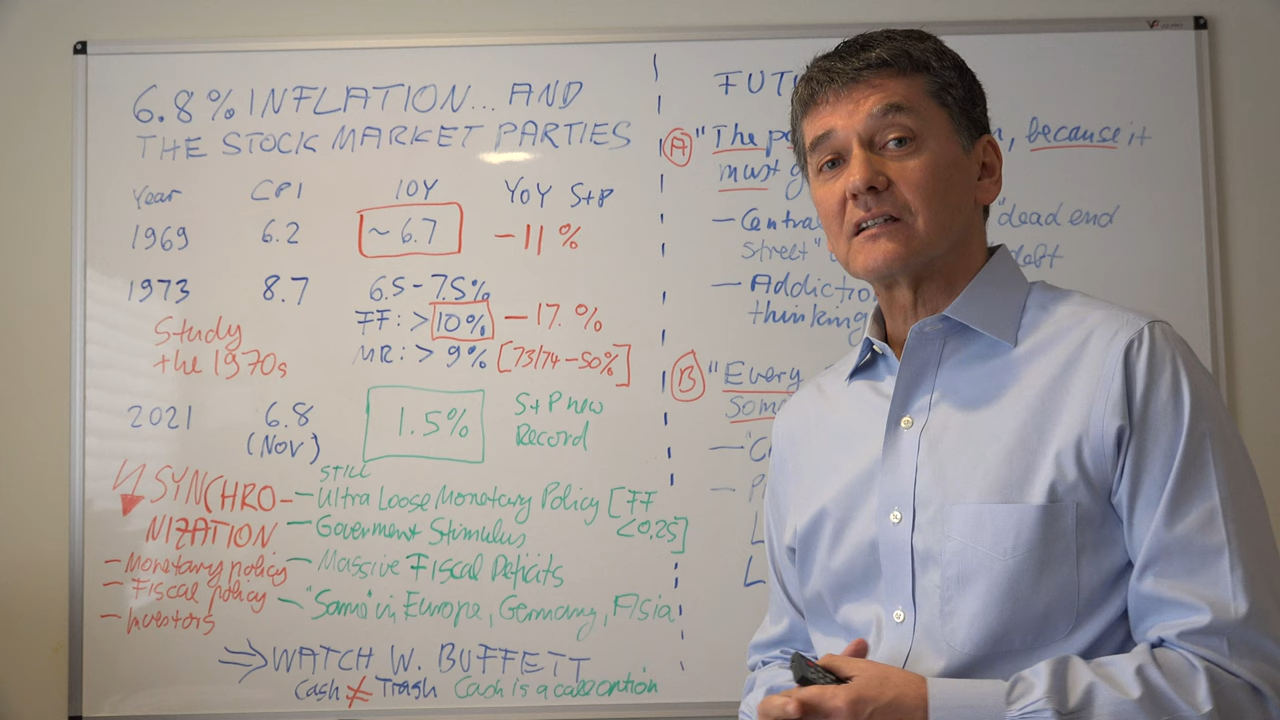 6.8% INFLATION... AND
THE STOCK MARKET PARTIES
Year CPI 10Y YoY S+P
1969 6.2 ~6.7 -11%
1973 8.7 6.5-7.5%
FF: >10% -17.%
MR: >9% [73/74-50%]
Study
the 1970s
2021 6.8 1.5% S+P new
(Nov) Record
SYNCHRO-
NIZATION
- Monetary policy
- Fiscal policy
- Investors
STILL
- Ultra Loose Monetary Policy [FF
<0.25]
- Goverment Stimulus
- Massive Fiscal Deficits
- "Same" in Europe, Germany, Asia
⇒ WATCH W. BUFFETT
Cash ≠ Trash Cash is a call option
FUT
A "The p , because it
must g
- Central "dead end
street" debt
- Addictio
thinking
B "Every
Som
- "C
- P
L
L